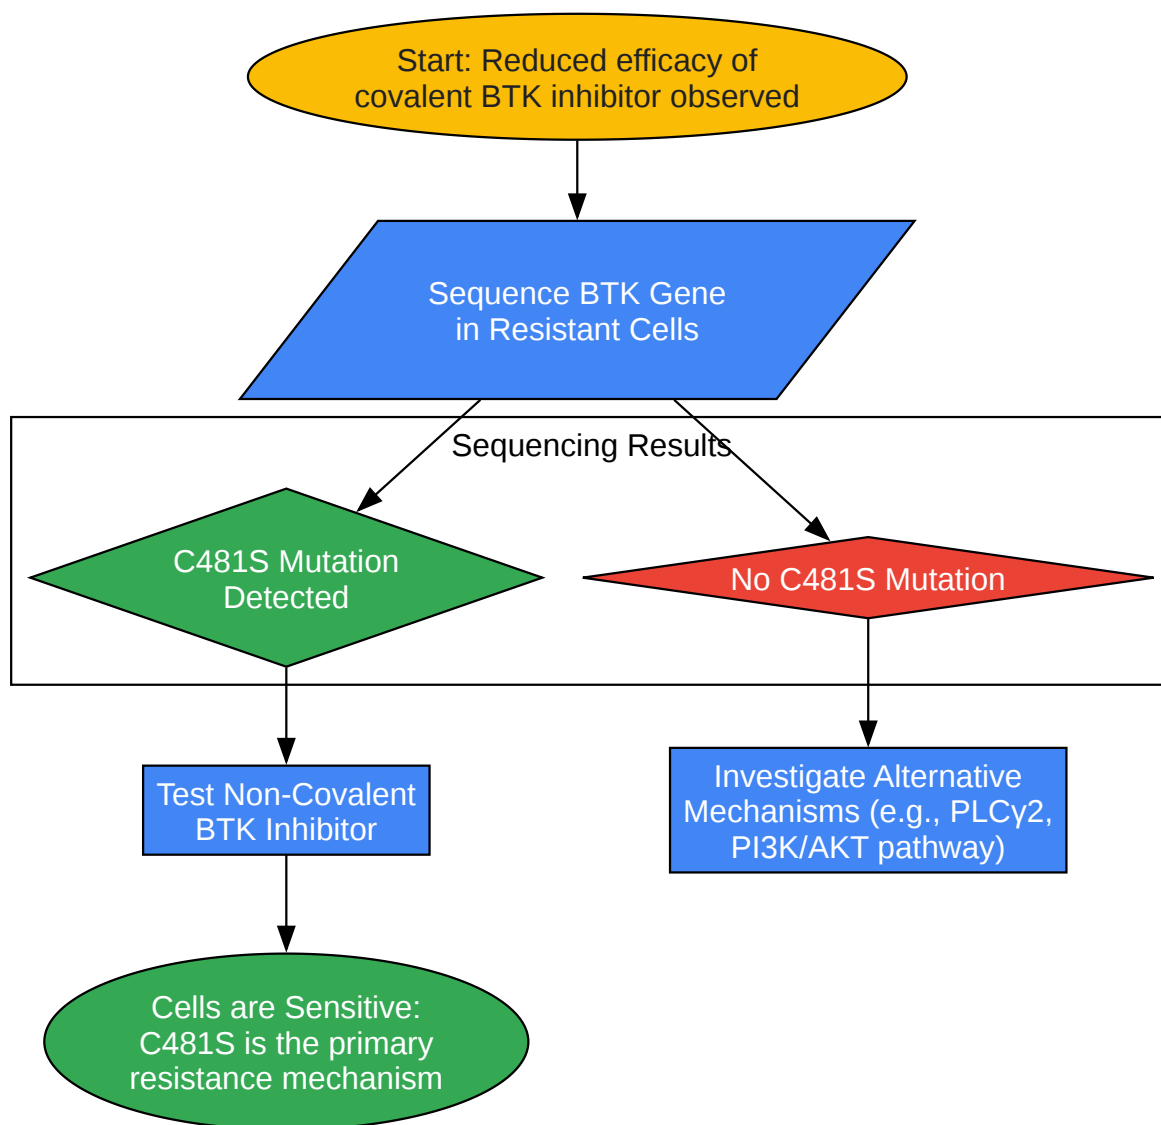 Start: Reduced efficacy of
covalent BTK inhibitor observed
Sequence BTK Gene
in Resistant Cells
Sequencing Results
C481S Mutation
Detected
No C481S Mutation
Test Non-Covalent
BTK Inhibitor
Investigate Alternative
Mechanisms (e.g., PLCγ2,
PI3K/AKT pathway)
Cells are Sensitive:
C481S is the primary
resistance mechanism